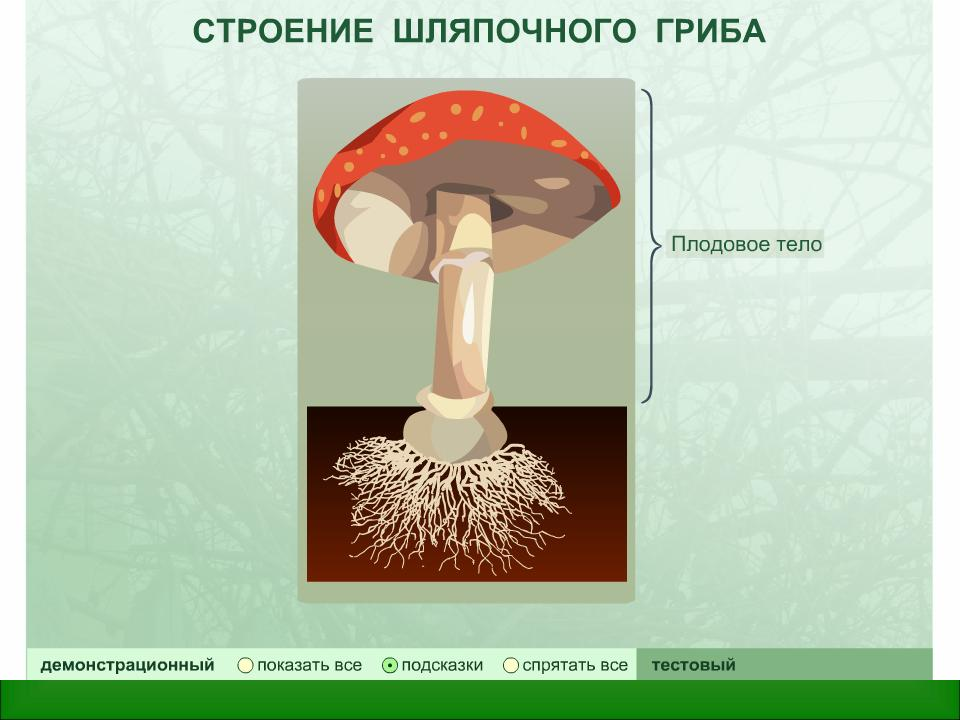 СТРОЕНИЕ ШЛЯПОЧНОГО ГРИБА
Плодовое тело
демонстрационный показать все подсказки спрятать все тестовый